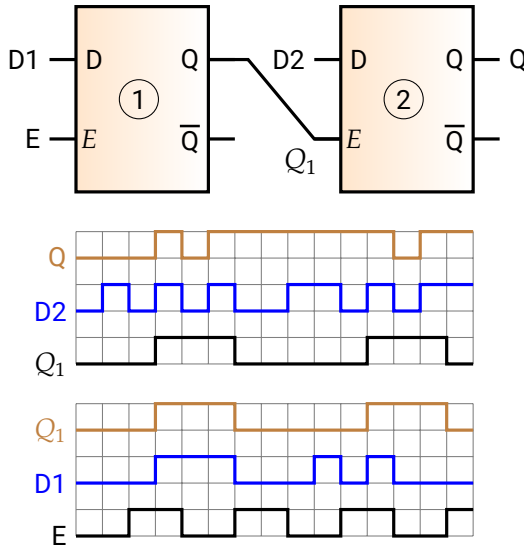 D1 D Q D2 D Q Q
1 2
E E Q Q₁ E Q
Q
D2
Q₁
Q₁
D1
E